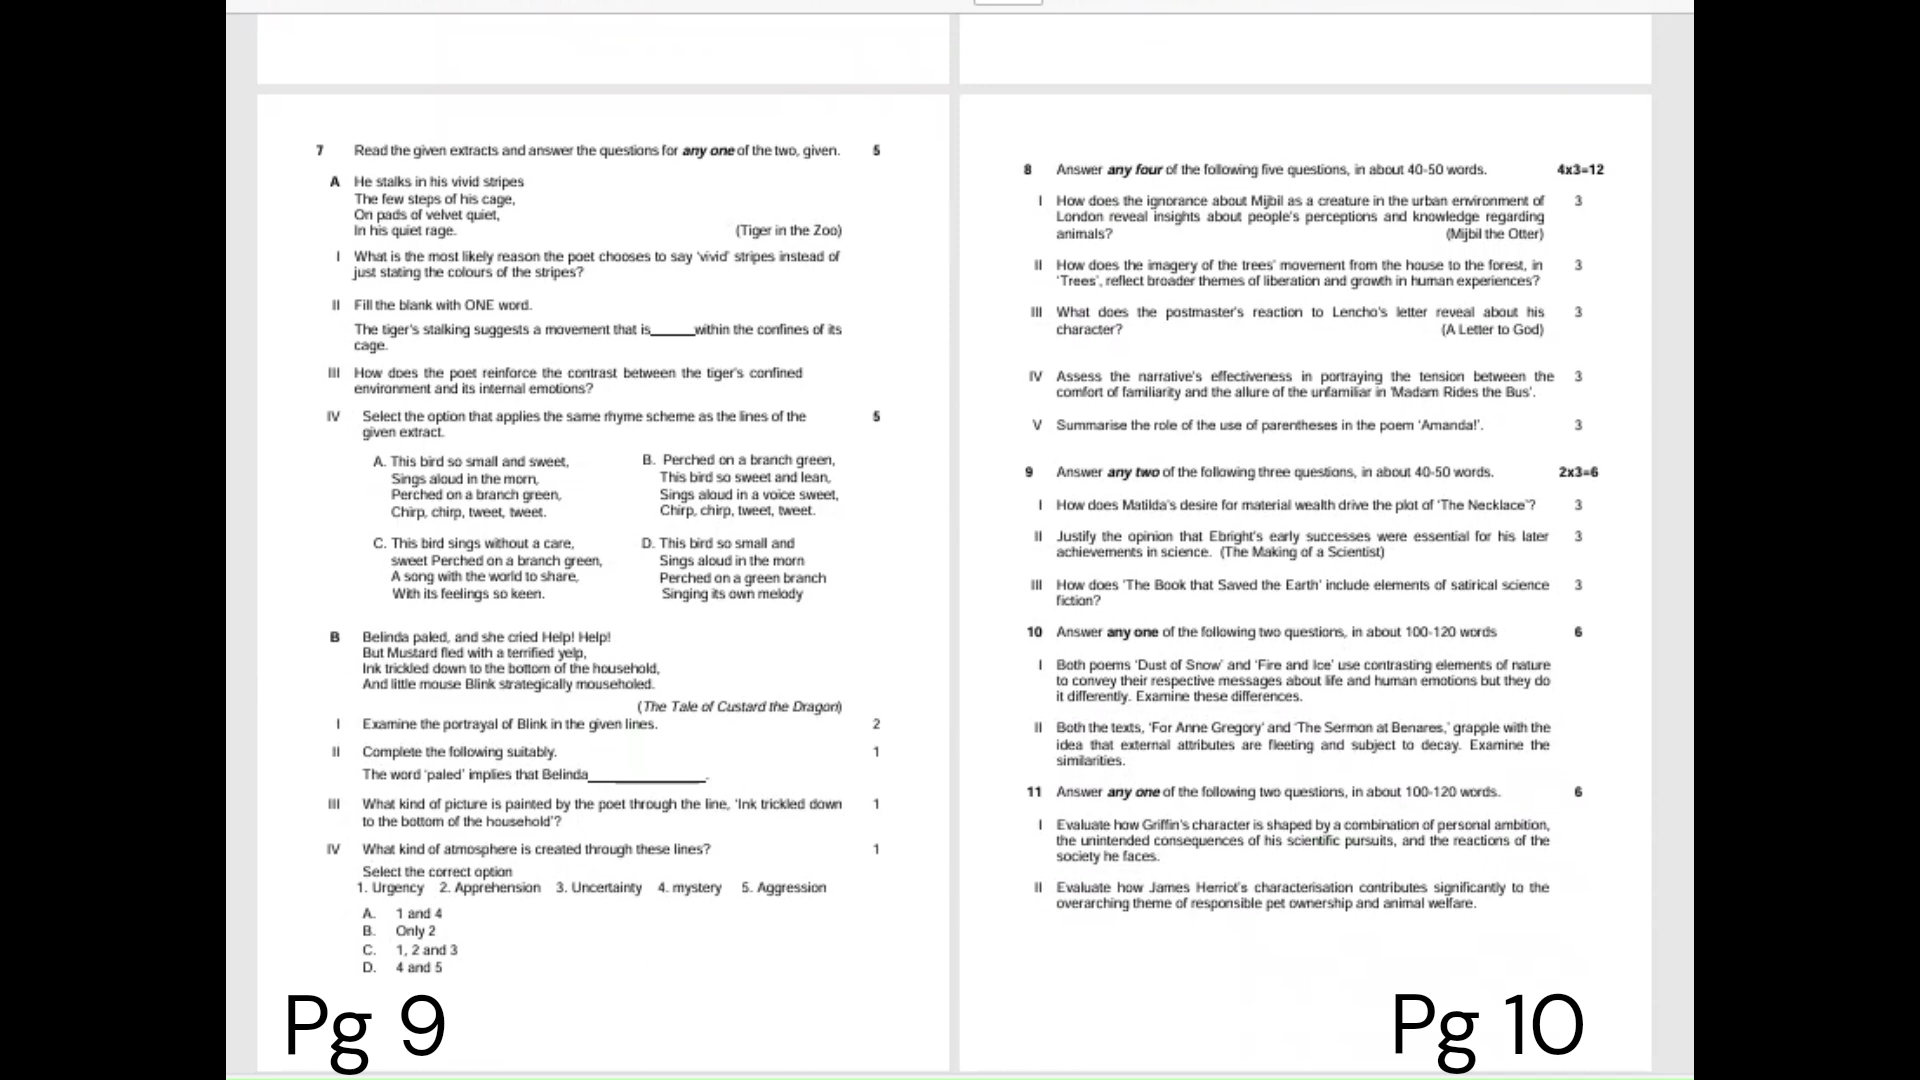 7 Read the given extracts and answer the questions for any one of the two, given. 5
A He stalks in his vivid stripes
The few steps of his cage,
On pads of velvet quiet,
In his quiet rage. (Tiger in the Zoo)
I What is the most likely reason the poet chooses to say 'vivid' stripes instead of
just stating the colours of the stripes?
II Fill the blank with ONE word.
The tiger's stalking suggests a movement that is______within the confines of its
cage.
III How does the poet reinforce the contrast between the tiger's confined
environment and its internal emotions?
IV Select the option that applies the same rhyme scheme as the lines of the 5
given extract.
A. This bird so small and sweet,
Sings aloud in the morn,
Perched on a branch green,
Chirp, chirp, tweet, tweet.
B. Perched on a branch green,
This bird so sweet and lean,
Sings aloud in a voice sweet,
Chirp, chirp, tweet, tweet.
C. This bird sings without a care,
sweet Perched on a branch green,
A song with the world to share,
With its feelings so keen.
D. This bird so small and
Sings aloud in the morn
Perched on a green branch
Singing its own melody
B Belinda paled, and she cried Help! Help!
But Mustard fled with a terrified yelp,
Ink trickled down to the bottom of the household,
And little mouse Blink strategically mouseholed.
(The Tale of Custard the Dragon)
I Examine the portrayal of Blink in the given lines. 2
II Complete the following suitably. 1
The word 'paled' implies that Belinda________________.
III What kind of picture is painted by the poet through the line, 'Ink trickled down 1
to the bottom of the household'?
IV What kind of atmosphere is created through these lines? 1
Select the correct option
1. Urgency 2. Apprehension 3. Uncertainty 4. mystery 5. Aggression
A. 1 and 4
B. Only 2
C. 1, 2 and 3
D. 4 and 5
Pg 9
8 Answer any four of the following five questions, in about 40-50 words. 4x3=12
I How does the ignorance about Mijbil as a creature in the urban environment of 3
London reveal insights about people's perceptions and knowledge regarding
animals? (Mijbil the Otter)
II How does the imagery of the trees' movement from the house to the forest, in 3
'Trees', reflect broader themes of liberation and growth in human experiences?
III What does the postmaster's reaction to Lencho's letter reveal about his 3
character? (A Letter to God)
IV Assess the narrative's effectiveness in portraying the tension between the 3
comfort of familiarity and the allure of the unfamiliar in 'Madam Rides the Bus'.
V Summarise the role of the use of parentheses in the poem 'Amanda!'. 3
9 Answer any two of the following three questions, in about 40-50 words. 2x3=6
I How does Matilda's desire for material wealth drive the plot of 'The Necklace'? 3
II Justify the opinion that Ebright's early successes were essential for his later 3
achievements in science. (The Making of a Scientist)
III How does 'The Book that Saved the Earth' include elements of satirical science 3
fiction?
10 Answer any one of the following two questions, in about 100-120 words 6
I Both poems 'Dust of Snow' and 'Fire and Ice' use contrasting elements of nature
to convey their respective messages about life and human emotions but they do
it differently. Examine these differences.
II Both the texts, 'For Anne Gregory' and 'The Sermon at Benares,' grapple with the
idea that external attributes are fleeting and subject to decay. Examine the
similarities.
11 Answer any one of the following two questions, in about 100-120 words. 6
I Evaluate how Griffin's character is shaped by a combination of personal ambition,
the unintended consequences of his scientific pursuits, and the reactions of the
society he faces.
II Evaluate how James Herriot's characterisation contributes significantly to the
overarching theme of responsible pet ownership and animal welfare.
Pg 10